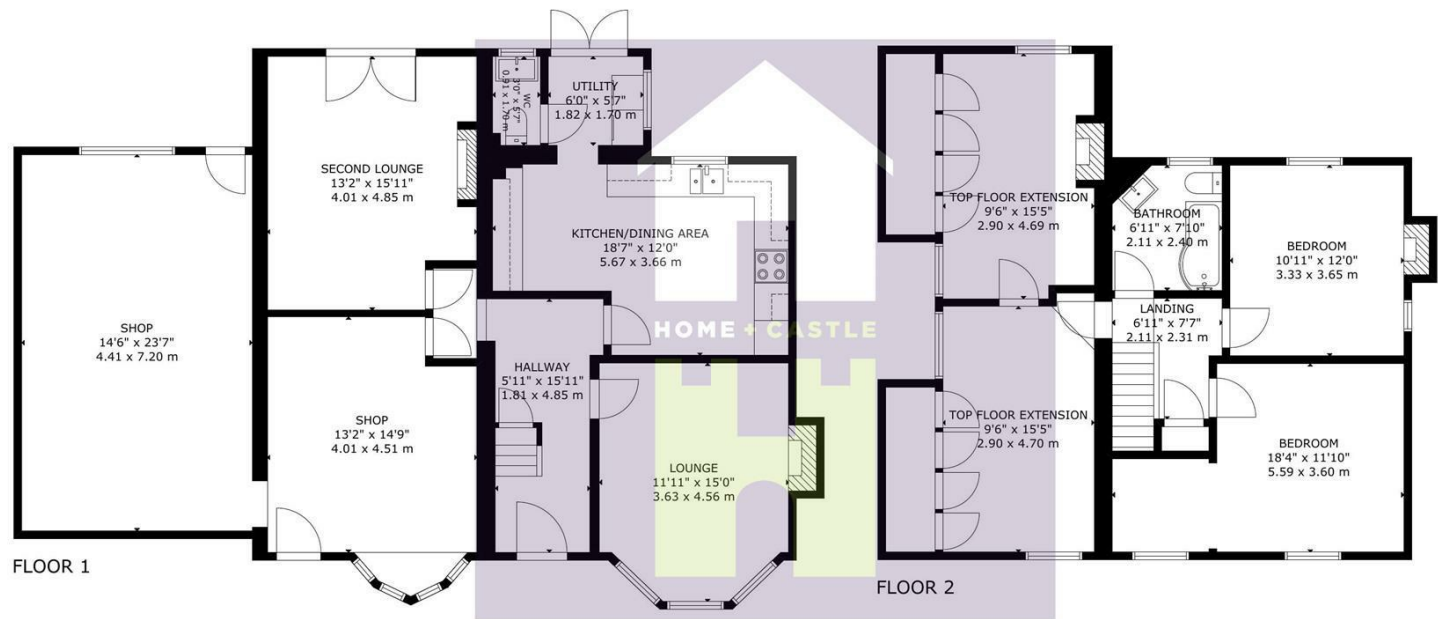 SECOND LOUNGE
13'2" x 15'11"
4.01 x 4.85 m
WC
3'0" x 5'7"
0.91 x 1.70 m
UTILITY
6'0" x 5'7"
1.82 x 1.70 m
KITCHEN/DINING AREA
18'7" x 12'0"
5.67 x 3.66 m
SHOP
14'6" x 23'7"
4.41 x 7.20 m
SHOP
13'2" x 14'9"
4.01 x 4.51 m
HALLWAY
5'11" x 15'11"
1.81 x 4.85 m
LOUNGE
11'11" x 15'0"
3.63 x 4.56 m
FLOOR 1
HOME + CASTLE
TOP FLOOR EXTENSION
9'6" x 15'5"
2.90 x 4.69 m
BATHROOM
6'11" x 7'10"
2.11 x 2.40 m
BEDROOM
10'11" x 12'0"
3.33 x 3.65 m
LANDING
6'11" x 7'7"
2.11 x 2.31 m
TOP FLOOR EXTENSION
9'6" x 15'5"
2.90 x 4.70 m
BEDROOM
18'4" x 11'10"
5.59 x 3.60 m
FLOOR 2